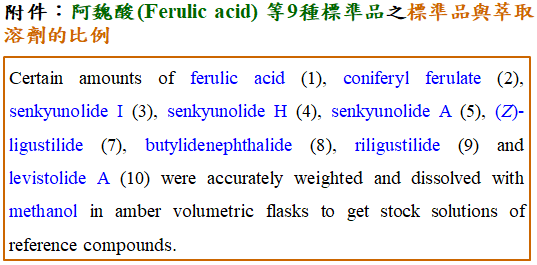 附件：阿魏酸(Ferulic acid) 等9種標準品之標準品與萃取
溶劑的比例
Certain amounts of ferulic acid (1), coniferyl ferulate (2),
senkyunolide I (3), senkyunolide H (4), senkyunolide A (5), (Z)-
ligustilide (7), butylidenephthalide (8), riligustilide (9) and
levistolide A (10) were accurately weighted and dissolved with
methanol in amber volumetric flasks to get stock solutions of
reference compounds.